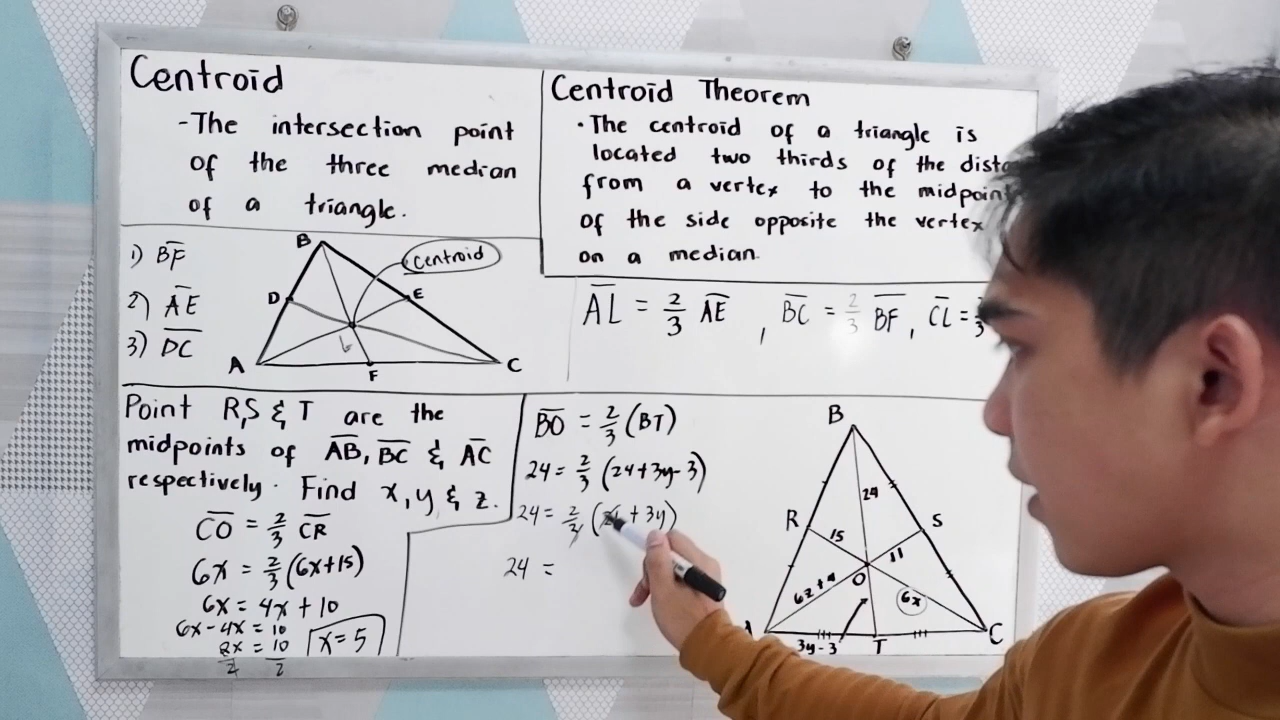 Centroid
-The intersection point
of the three median
of a triangle.
Centroid Theorem
• The centroid of a triangle is
located two thirds of the
from a vertex to the midpoint
of the side opposite the vertex
on a median.
1) BF
2) AE
3) DC
B
centroid
D
E
A
C
F
AL = 2/3 AE , BC = 2/3 BF , CL =
Point R,S & T are the
midpoints of AB, BC & AC
respectively. Find x, y & z.
CO = 2/3 CR
6x = 2/3 (6x+15)
6x = 4x + 10
6x - 4x = 10
2x = 10
2 2
x = 5
BO = 2/3 (BT)
24 = 2/3 (24+3y-3)
24 = 2/3 ( + 3y)
24 =
B
24
R
S
15
11
O
6z+4
6x
C
3y-3
T